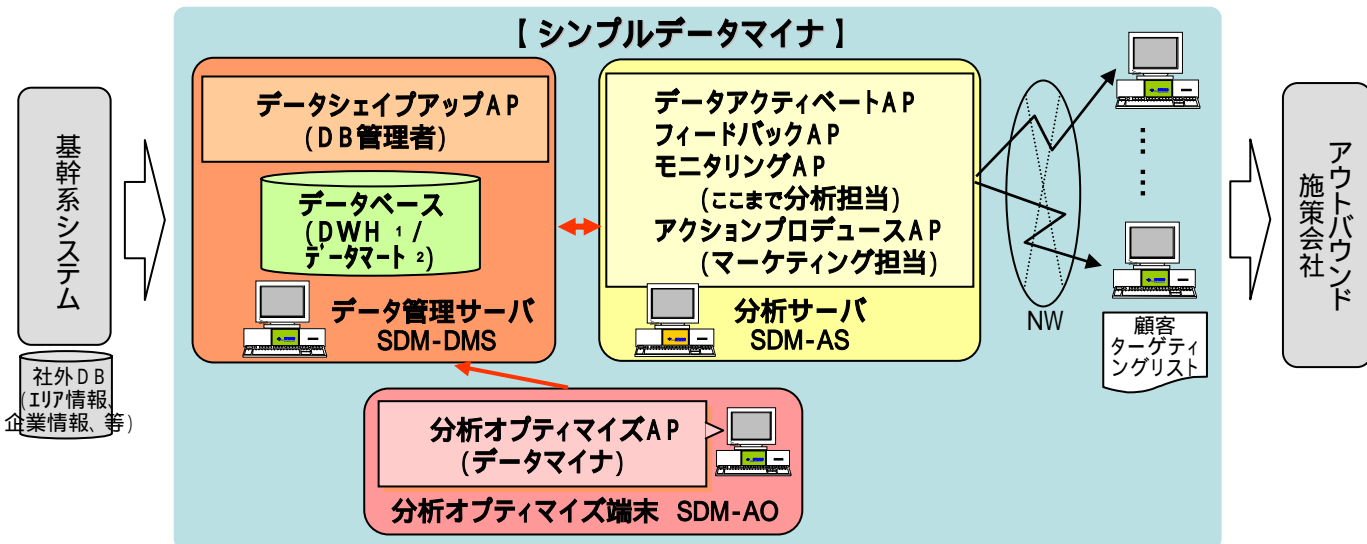 【 シンプルデータマイナ 】
基幹系システム
社外DB
(エリア情報、
企業情報、等)
データシェイプアップAP
(DB管理者)
データベース
(DWH 1 /
データマート 2)
データ管理サーバ
SDM-DMS
データアクティベートAP
フィードバックAP
モニタリングAP
(ここまで分析担当)
アクションプロデュースAP
(マーケティング担当)
分析サーバ
SDM-AS
分析オプティマイズAP
(データマイナ)
分析オプティマイズ端末 SDM-AO
NW
顧客
ターゲティ
ングリスト
アウトバウンド
施策会社